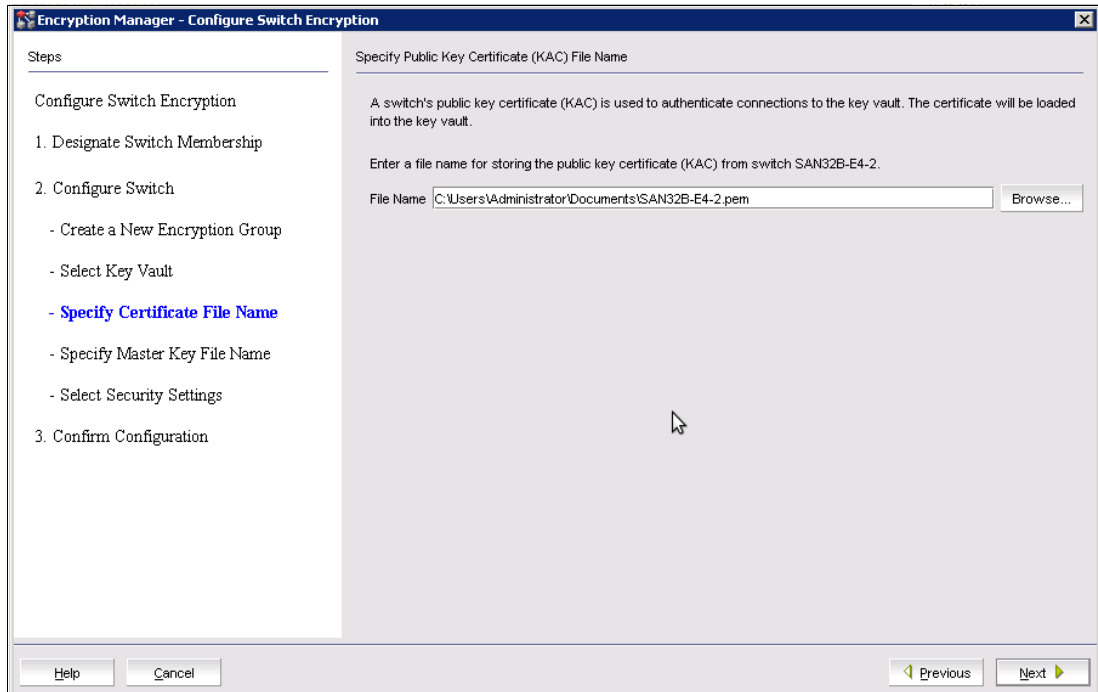 Encryption Manager - Configure Switch Encryption
Steps
Configure Switch Encryption
1. Designate Switch Membership
2. Configure Switch
- Create a New Encryption Group
- Select Key Vault
- Specify Certificate File Name
- Specify Master Key File Name
- Select Security Settings
3. Confirm Configuration
Specify Public Key Certificate (KAC) File Name
A switch's public key certificate (KAC) is used to authenticate connections to the key vault. The certificate will be loaded
into the key vault.
Enter a file name for storing the public key certificate (KAC) from switch SAN32B-E4-2.
File Name C:\Users\Administrator\Documents\SAN32B-E4-2.pem Browse...
Help Cancel Previous Next